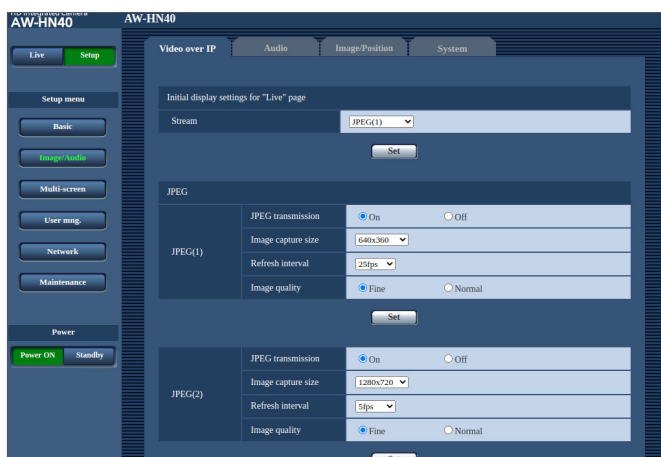 HD Integrated Camera
AW-HN40
AW-HN40
Live Setup
Setup menu
Basic
Image/Audio
Multi-screen
User mng.
Network
Maintenance
Power
Power ON Standby
Video over IP Audio Image/Position System
Initial display settings for "Live" page
Stream JPEG(1)
Set
JPEG
JPEG(1)
JPEG transmission On Off
Image capture size 640x360
Refresh interval 25fps
Image quality Fine Normal
Set
JPEG(2)
JPEG transmission On Off
Image capture size 1280x720
Refresh interval 5fps
Image quality Fine Normal